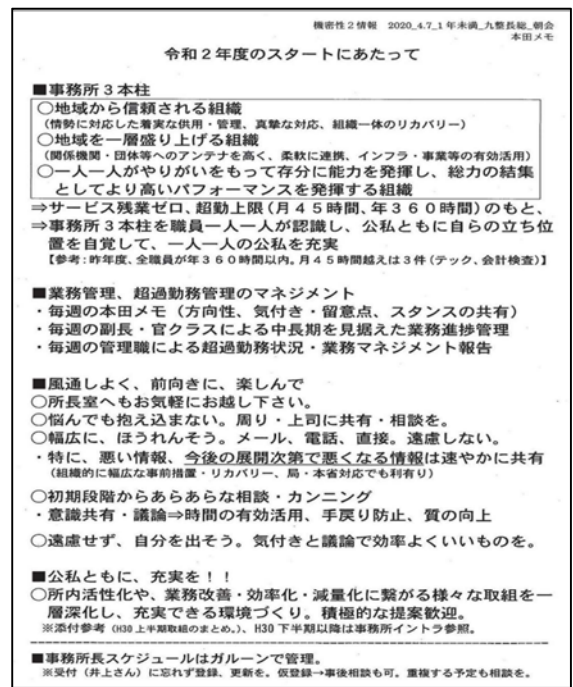 機密性2情報 2020_4.7_1年未満_九整長総_朝会
本田メモ
令和2年度のスタートにあたって
■事務所3本柱
○地域から信頼される組織
(情勢に対応した着実な供用・管理、真摯な対応、組織一体のリカバリー)
○地域を一層盛り上げる組織
(関係機関・団体等へのアンテナを高く、柔軟に連携、インフラ・事業等の有効活用)
○一人一人がやりがいをもって存分に能力を発揮し、総力の結集
としてより高いパフォーマンスを発揮する組織
⇒サービス残業ゼロ、超勤上限(月45時間、年360時間)のもと、
⇒事務所3本柱を職員一人一人が認識し、公私ともに自らの立ち位
置を自覚して、一人一人の公私を充実
【参考:昨年度、全職員が年360時間以内。月45時間越えは3件(テック、会計検査)】
■業務管理、超過勤務管理のマネジメント
・毎週の本田メモ(方向性、気付き・留意点、スタンスの共有)
・毎週の副長・官クラスによる中長期を見据えた業務進捗管理
・毎週の管理職による超過勤務状況・業務マネジメント報告
■風通しよく、前向きに、楽しんで
○所長室へもお気軽にお越し下さい。
○悩んでも抱え込まない。周り・上司に共有・相談を。
○幅広に、ほうれんそう。メール、電話、直接。遠慮しない。
・特に、悪い情報、今後の展開次第で悪くなる情報は速やかに共有
(組織的に幅広な事前措置・リカバリー、局・本省対応でも利有り)
○初期段階からあらあらな相談・カンニング
・意識共有・議論⇒時間の有効活用、手戻り防止、質の向上
○遠慮せず、自分を出そう。気付きと議論で効率よくいいものを。
■公私ともに、充実を!!
○所内活性化や、業務改善・効率化・減量化に繋がる様々な取組を一
層深化し、充実できる環境づくり。積極的な提案歓迎。
※添付参考(H30上半期取組のまとめ。)、H30下半期以降は事務所イントラ参照。
■事務所長スケジュールはガルーンで管理。
※受付(井上さん)に忘れず登録、更新を。仮登録→事後相談も可。重複する予定も相談を。